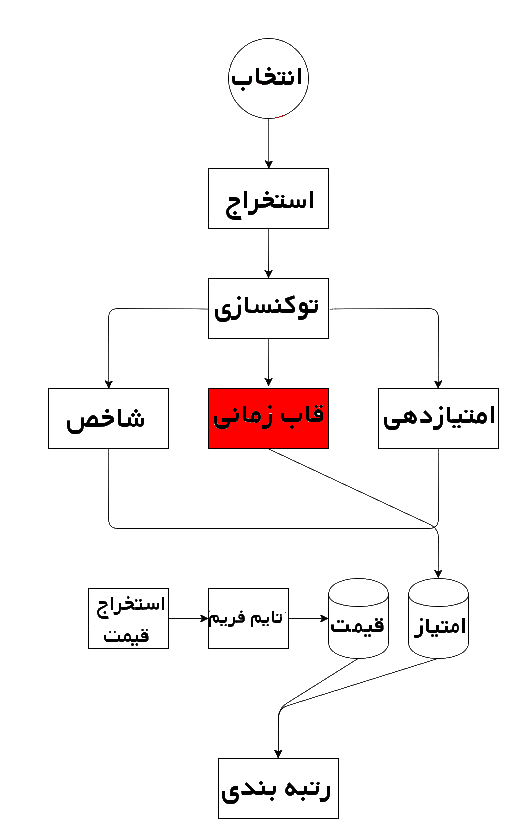 انتخاب
استخراج
توکنسازی
امتیازدهی
قاب زمانی
شاخص
استخراج
قیمت
تایم فریم
قیمت
امتیاز
رتبه بندی